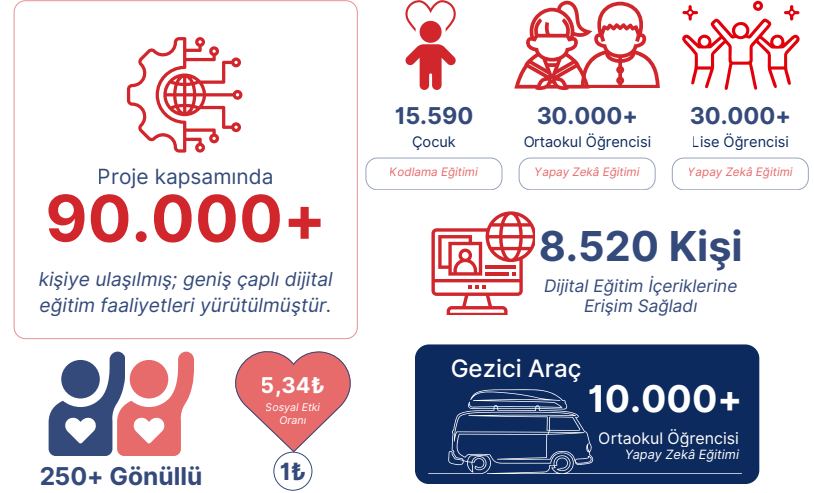 Proje kapsamında
90.000+
kişiye ulaşılmış; geniş çaplı dijital
eğitim faaliyetleri yürütülmüştür.
15.590
Çocuk
Kodlama Eğitimi
30.000+
Ortaokul Öğrencisi
Yapay Zekâ Eğitimi
30.000+
Lise Öğrencisi
Yapay Zekâ Eğitimi
8.520 Kişi
Dijital Eğitim İçeriklerine
Erişim Sağladı
250+ Gönüllü
5,34₺
Sosyal Etki
Oranı
1₺
Gezici Araç
10.000+
Ortaokul Öğrencisi
Yapay Zekâ Eğitimi